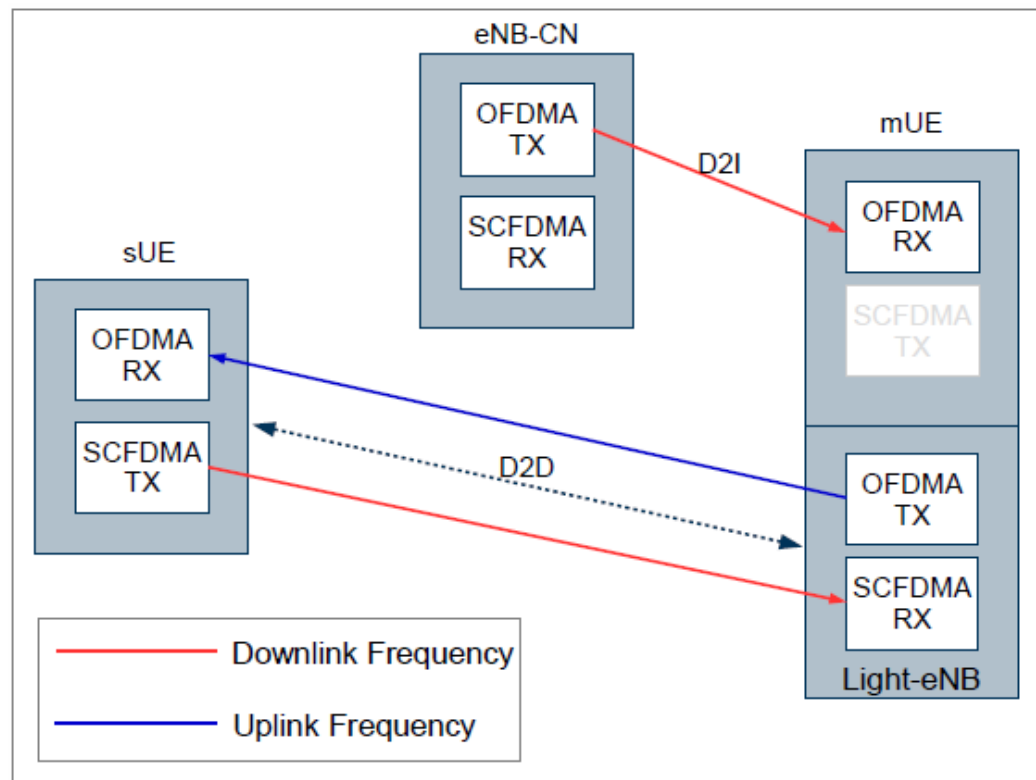 eNB-CN
OFDMA
TX
SCFDMA
RX
D2I
mUE
OFDMA
RX
SCFDMA
TX
sUE
OFDMA
RX
SCFDMA
TX
D2D
OFDMA
TX
SCFDMA
RX
Light-eNB
Downlink Frequency
Uplink Frequency